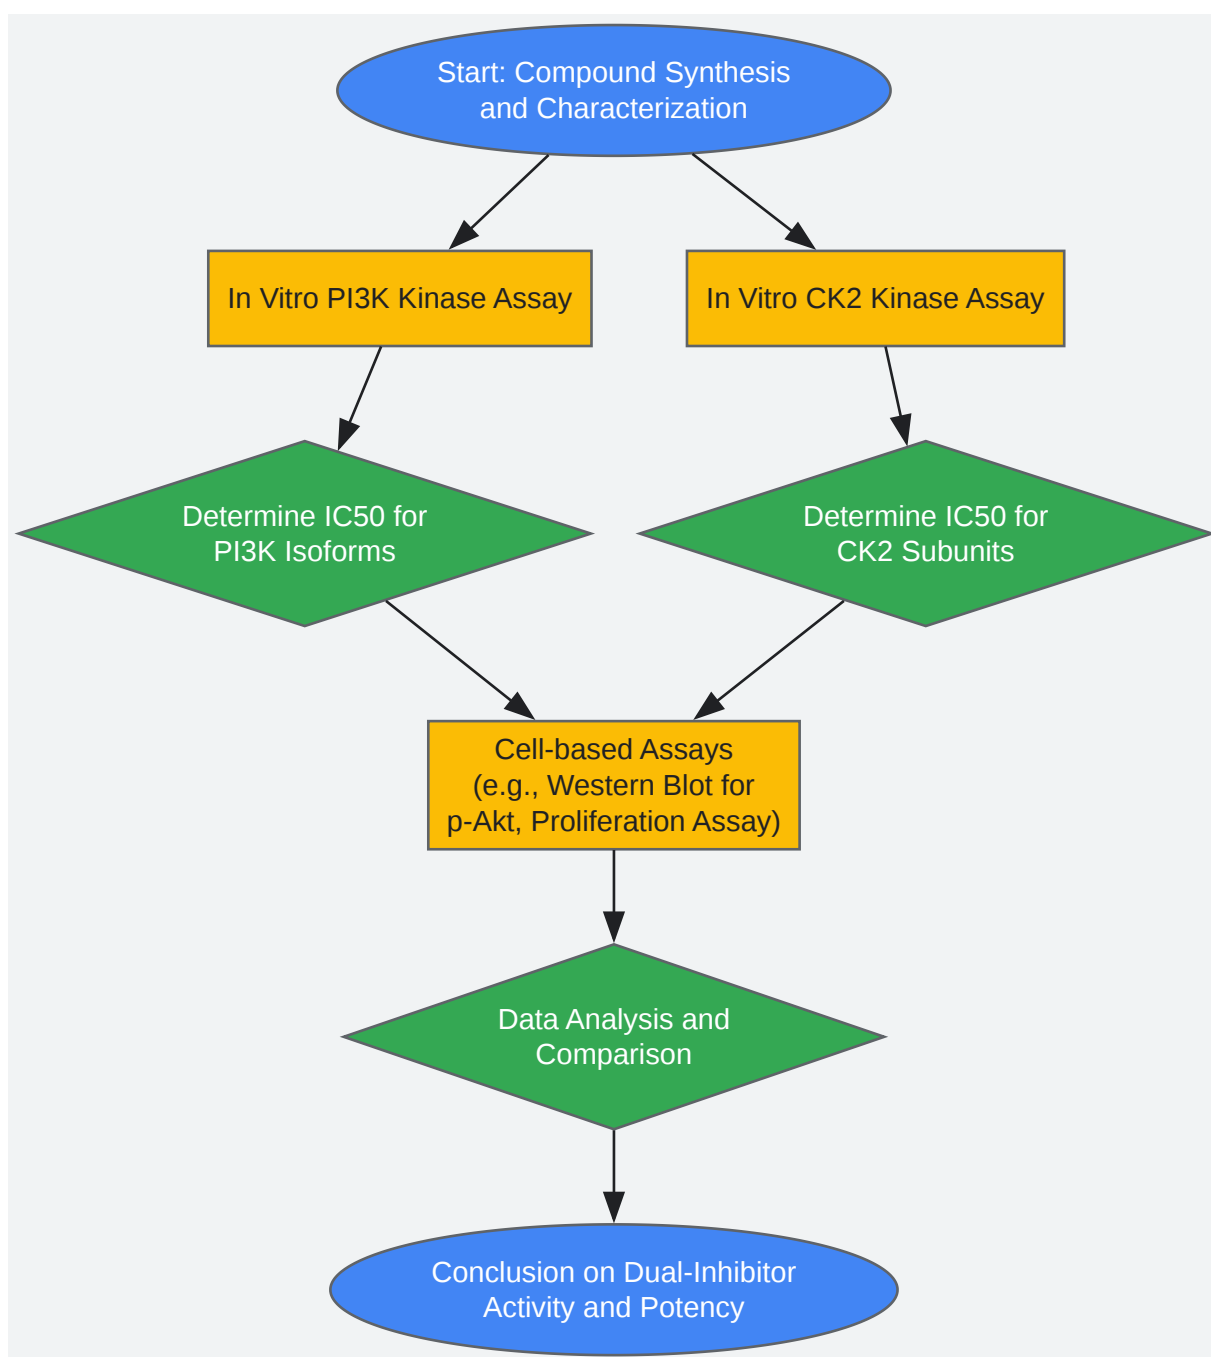 Start: Compound Synthesis
and Characterization
In Vitro PI3K Kinase Assay
In Vitro CK2 Kinase Assay
Determine IC50 for
PI3K Isoforms
Determine IC50 for
CK2 Subunits
Cell-based Assays
(e.g., Western Blot for
p-Akt, Proliferation Assay)
Data Analysis and
Comparison
Conclusion on Dual-Inhibitor
Activity and Potency